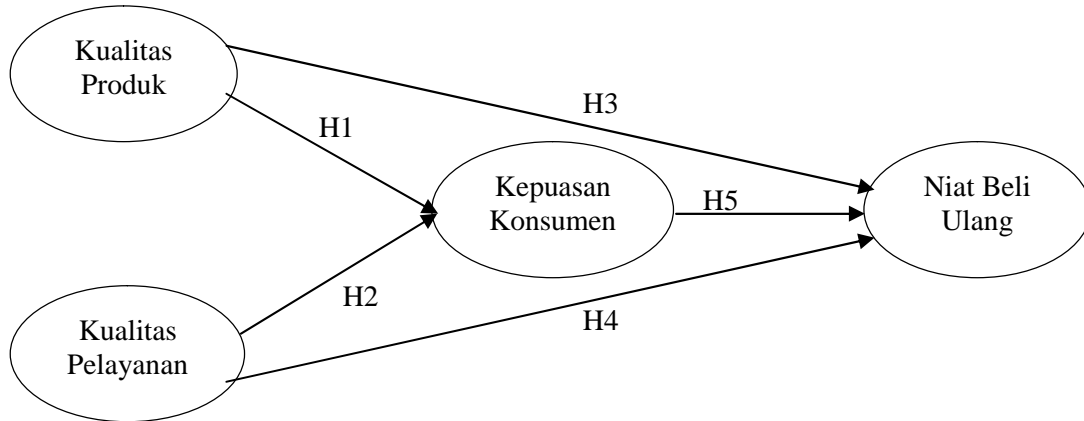 Kualitas
Produk
H3
H1
Kepuasan
Konsumen
H5
Niat Beli
Ulang
H2
H4
Kualitas
Pelayanan